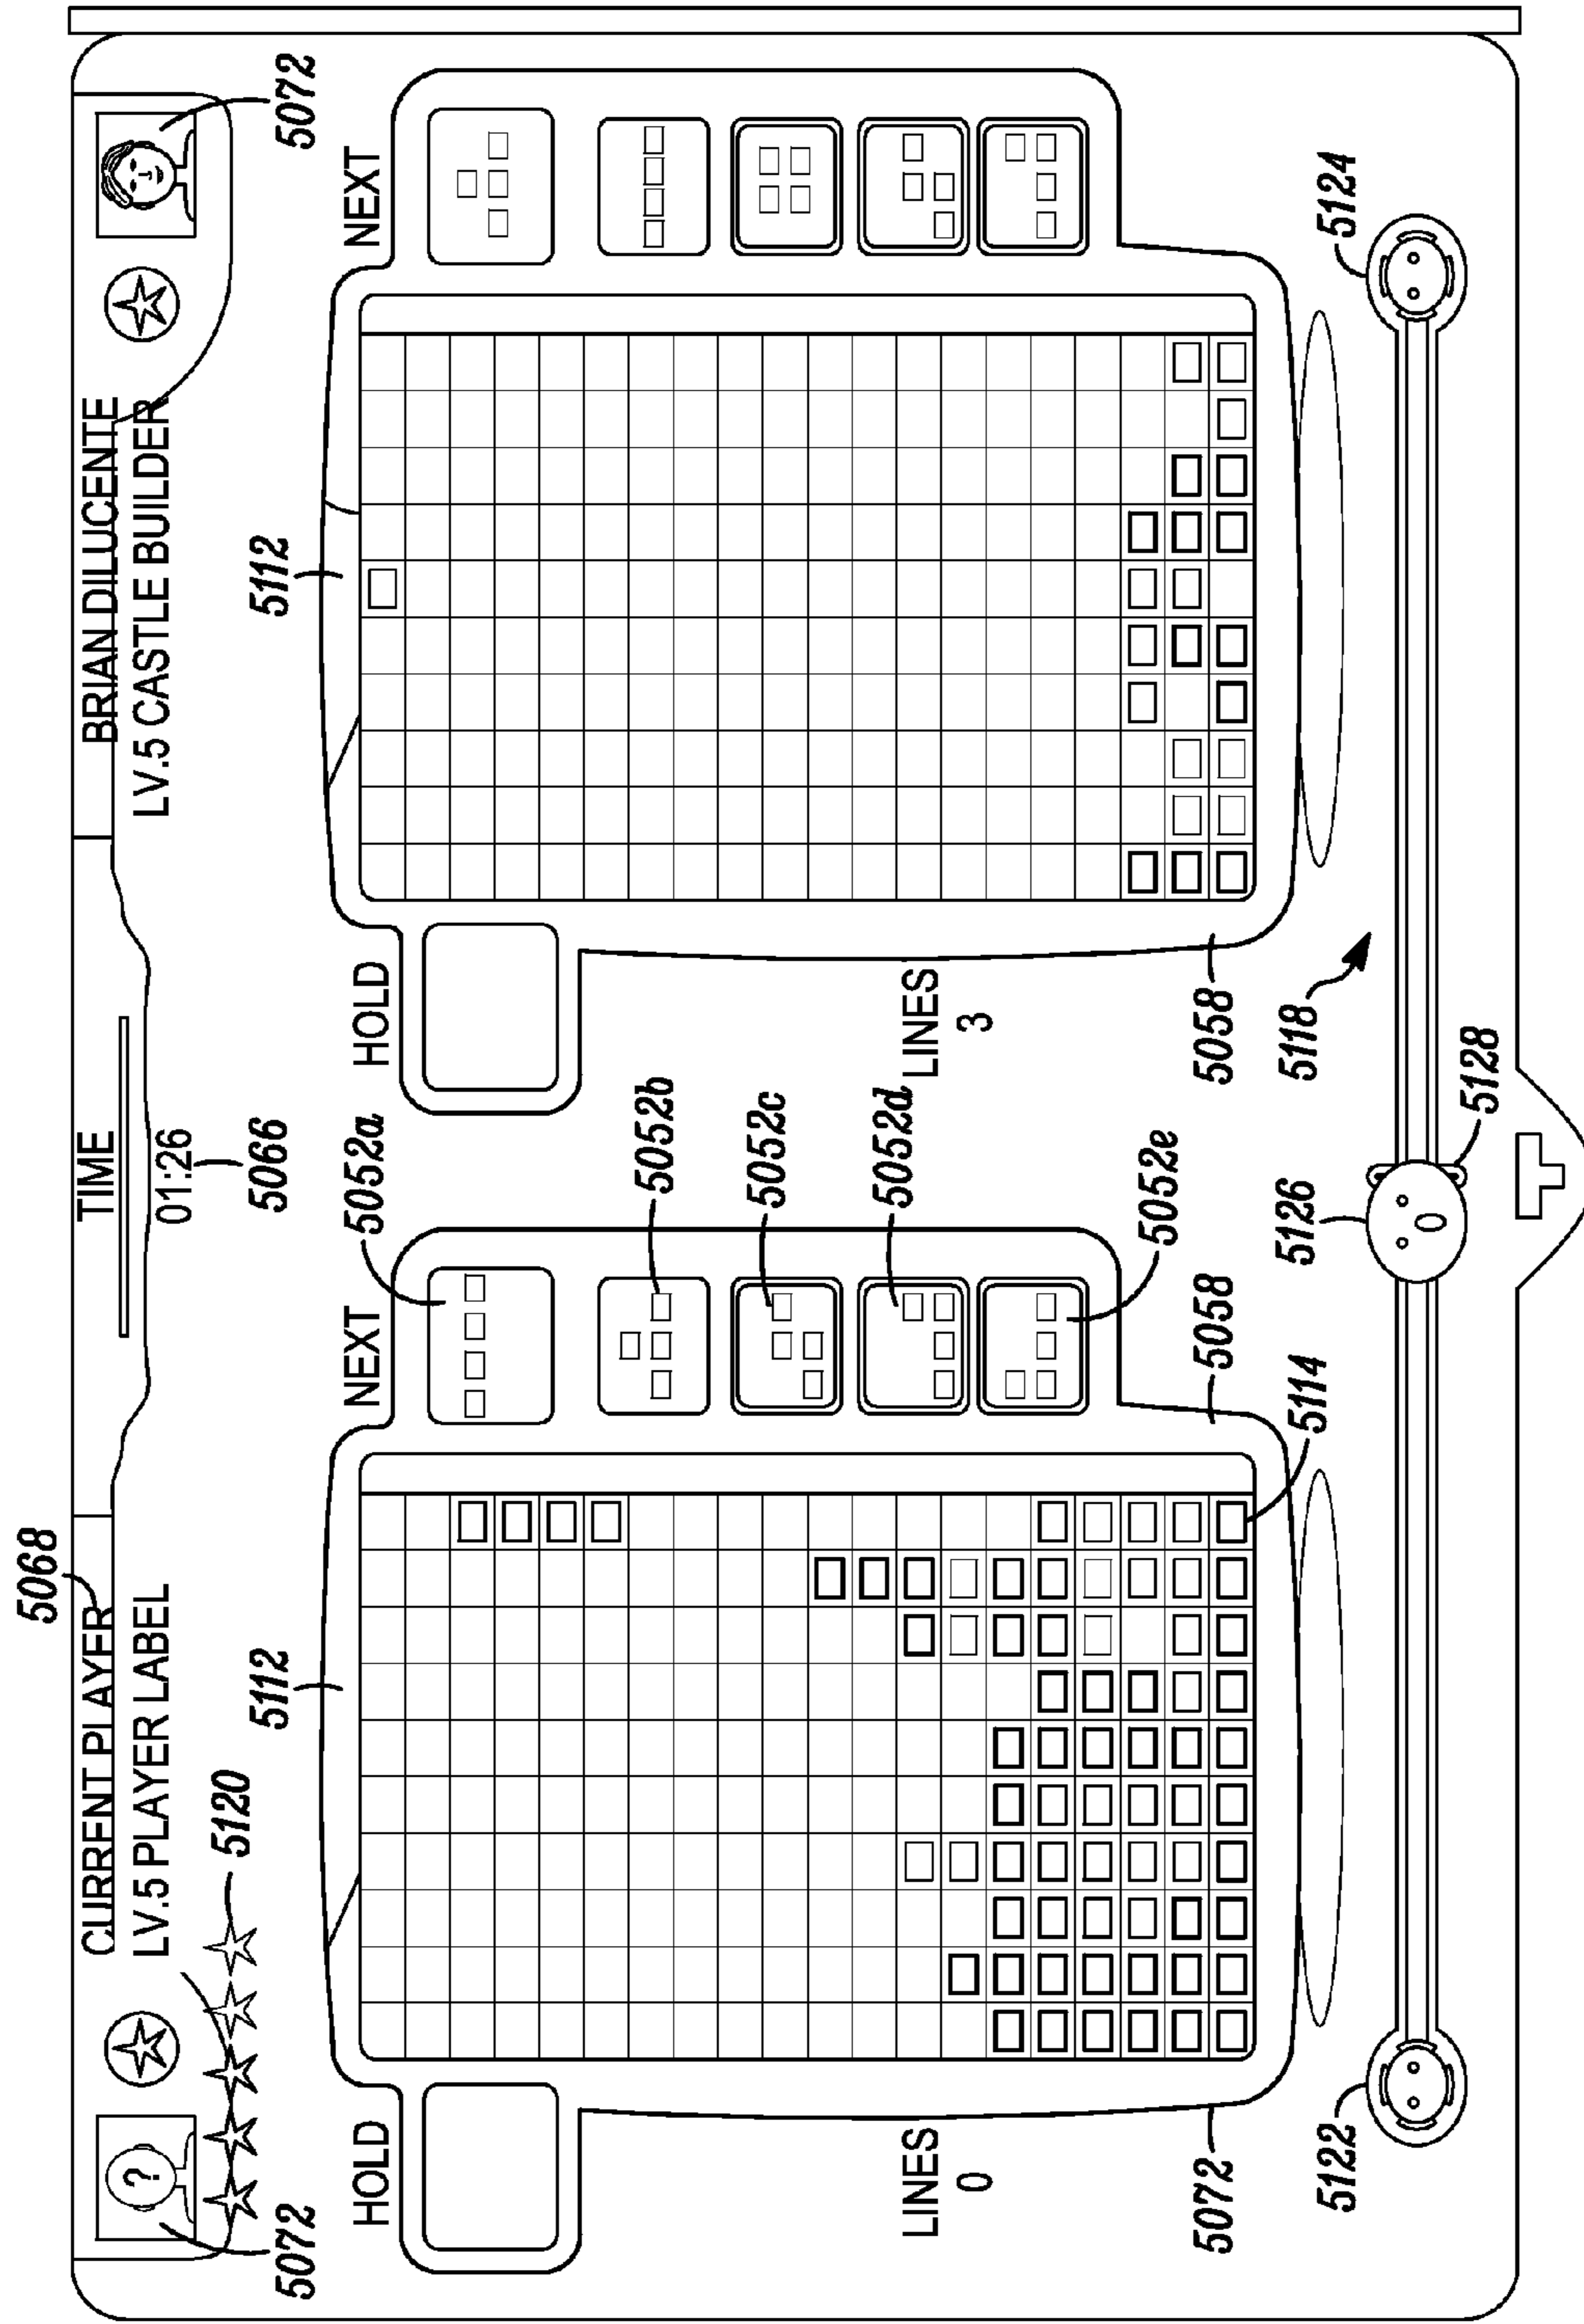 5068
CURRENT PLAYER
LV.5 PLAYER LABEL
?
5072
5120
TIME
01:26
5066
BRIAN DILUCENTE
LV.5 CASTLE BUILDER
5072
HOLD
5112
NEXT
5052a
5052b
5052c
5052d
5052e
LINES
0
5072
5058
5114
HOLD
5112
NEXT
LINES
3
5058
5118
5122
5126
5128
5124